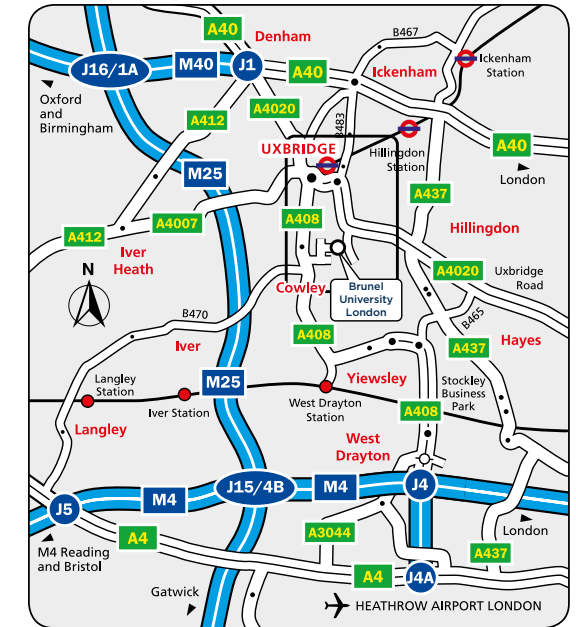 A40
Denham
B467
J16/1A
M40
J1
A40
Ickenham
Ickenham
Station
Oxford
and
Birmingham
A412
A4020
B483
UXBRIDGE
Hillingdon
Station
A40
London
M25
A437
A4007
A408
Hillingdon
A412
Iver
Heath
A4020
Uxbridge
Road
N
Cowley
Brunel
University
London
B470
Iver
A408
B465
A437
Hayes
Langley
Station
M25
Iver Station
West Drayton
Station
Yiewsley
Stockley
Business
Park
A408
Langley
West
Drayton
J15/4B
M4
M4
J4
J5
A4
M4 Reading
and Bristol
A3044
London
A437
A4
J4A
Gatwick
HEATHROW AIRPORT LONDON